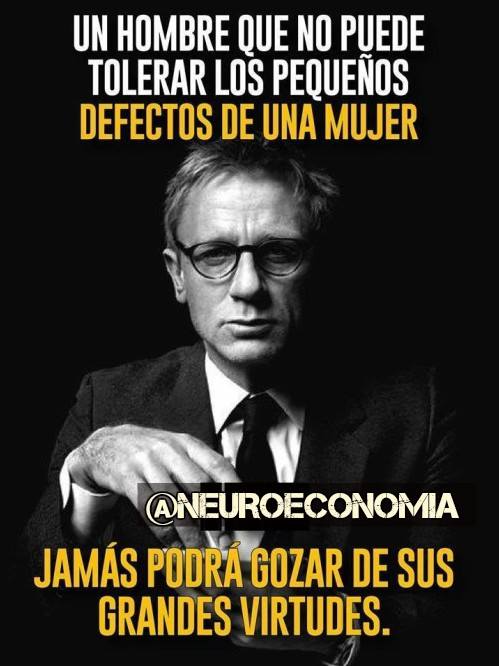 UN HOMBRE QUE NO PUEDE
TOLERAR LOS PEQUEÑOS
DEFECTOS DE UNA MUJER
@NEUROECONOMIA
JAMÁS PODRÁ GOZAR DE SUS
GRANDES VIRTUDES.